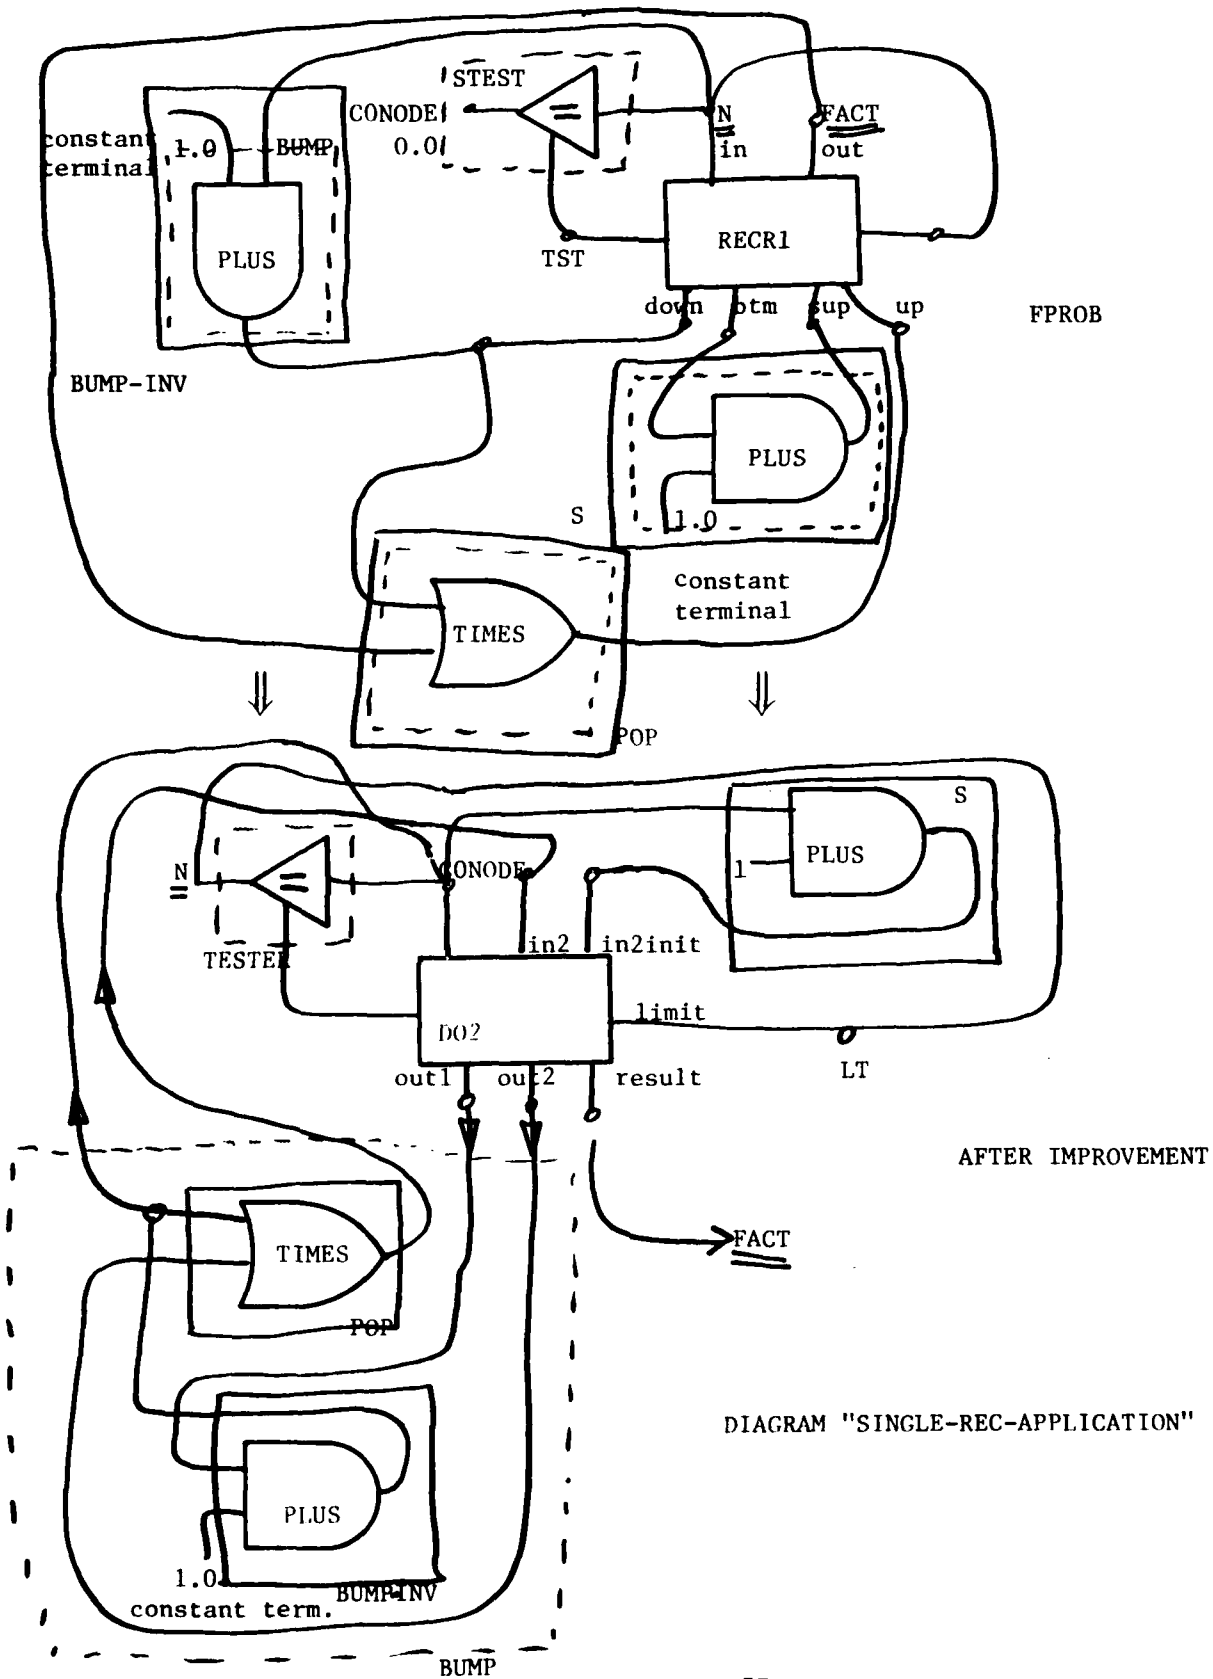 STEST
CONODE
N
FACT
constant
1.0
BUMP
0.0
in
out
terminal
PLUS
RECR1
TST
down
btm
sup
up
FPROB
BUMP-INV
PLUS
S
1.0
constant
terminal
TIMES
⇓
⇓
POP
S
N
CONODE
1
PLUS
TESTER
in2
in2init
limit
DO2
out1
out2
result
LT
AFTER IMPROVEMENT
FACT
TIMES
POP
DIAGRAM "SINGLE-REC-APPLICATION"
PLUS
1.0
BUMPINV
constant term.
BUMP